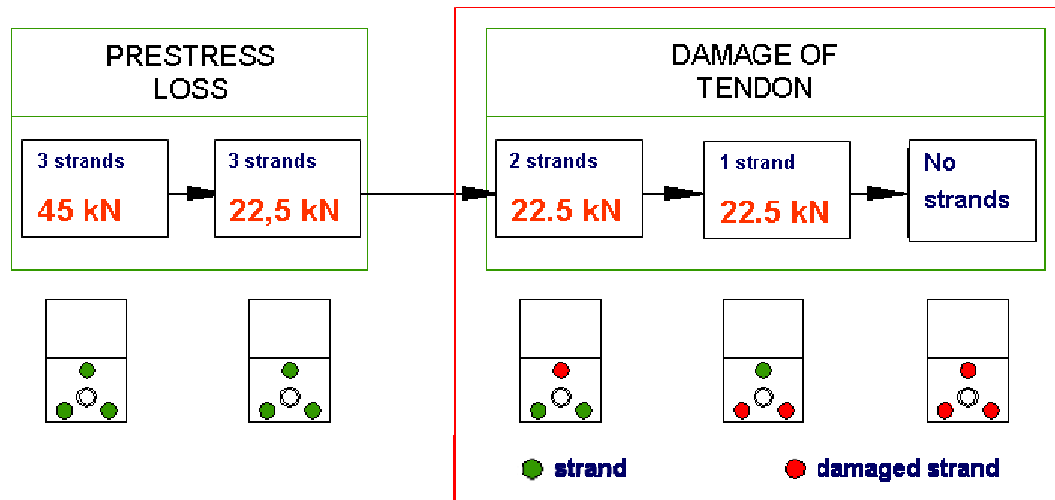 PRESTRESS
LOSS
DAMAGE OF
TENDON
3 strands
45 kN
3 strands
22,5 kN
2 strands
22.5 kN
1 strand
22.5 kN
No
strands
strand
damaged strand